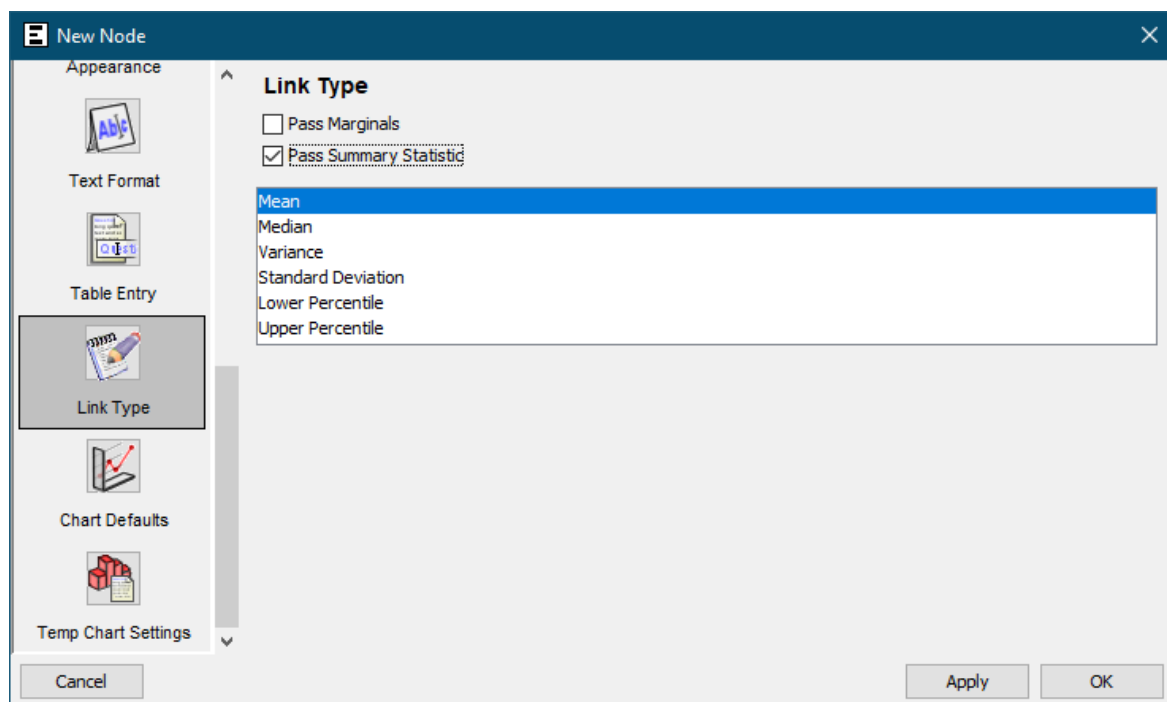 New Node
Appearance
Text Format
Table Entry
Link Type
Chart Defaults
Temp Chart Settings
Link Type
Pass Marginals
Pass Summary Statistic
Mean
Median
Variance
Standard Deviation
Lower Percentile
Upper Percentile
Cancel
Apply
OK